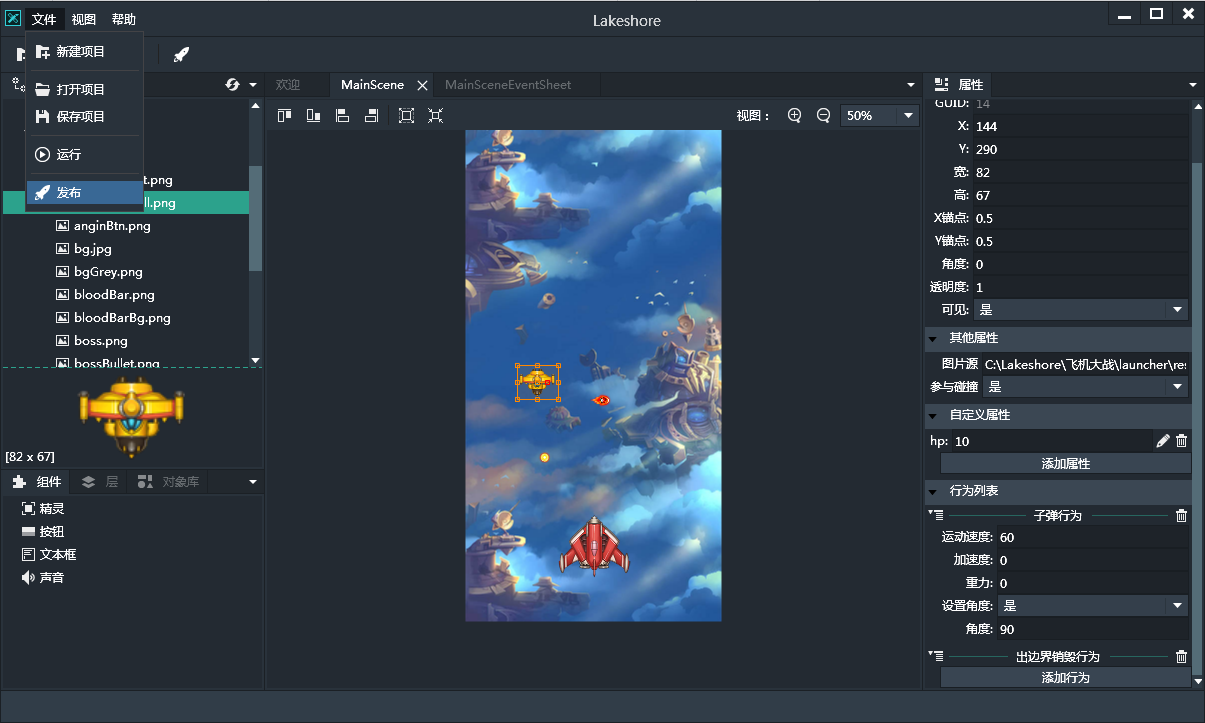 文件 视图 帮助
Lakeshore
新建项目
打开项目
保存项目
运行
发布
欢迎
MainScene
MainSceneEventSheet
视图：
50%
t.png
ll.png
anginBtn.png
bg.jpg
bgGrey.png
bloodBar.png
bloodBarBg.png
boss.png
bossBullet.png
[82 x 67]
组件 层 对象库
精灵
按钮
文本框
声音
属性
GUID: 14
X: 144
Y: 290
宽: 82
高: 67
X锚点: 0.5
Y锚点: 0.5
角度: 0
透明度: 1
可见: 是
其他属性
图片源 C:\Lakeshore\飞机大战\launcher\res
参与碰撞 是
自定义属性
hp: 10
添加属性
行为列表
子弹行为
运动速度: 60
加速度: 0
重力: 0
设置角度: 是
角度: 90
出边界销毁行为
添加行为